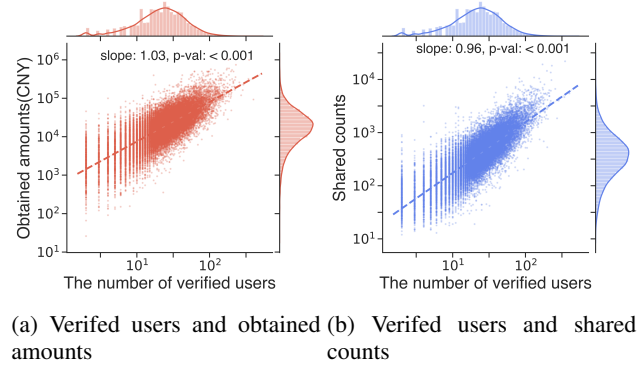 slope: 1.03, p-val: < 0.001
Obtained amounts(CNY)
10^6
10^5
10^4
10^3
10^2
10^1
10^1
10^2
The number of verified users
slope: 0.96, p-val: < 0.001
Shared counts
10^4
10^3
10^2
10^1
10^1
10^2
The number of verified users
(a) Verifed users and obtained
amounts
(b) Verifed users and shared
counts